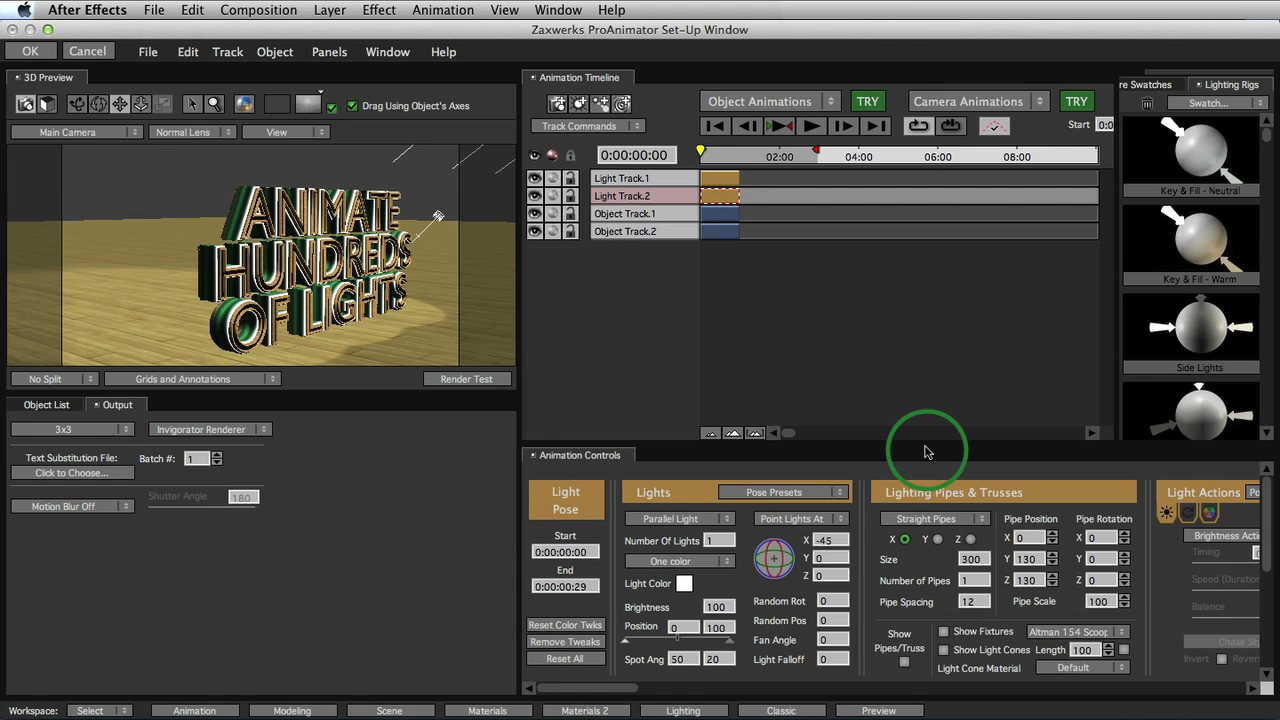 After Effects File Edit Composition Layer Effect Animation View Window Help
Zaxwerks ProAnimator Set-Up Window
OK Cancel File Edit Track Object Panels Window Help
3D Preview
Drag Using Object's Axes
Main Camera Normal Lens View
ANIMATE
HUNDREDS
OF LIGHTS
No Split Grids and Annotations Render Test
Object List Output
3x3 Invigorator Renderer
Text Substitution File: Batch #: 1
Click to Choose...
Motion Blur Off Shutter Angle 180
Animation Timeline
Object Animations TRY Camera Animations TRY
Track Commands Start 0:0
0:00:00:00 02:00 04:00 06:00 08:00
Light Track.1
Light Track.2
Object Track.1
Object Track.2
re Swatches Lighting Rigs
Swatch...
Key & Fill - Neutral
Key & Fill - Warm
Side Lights
Animation Controls
Light
Pose
Start
0:00:00:00
End
0:00:00:29
Reset Color Twks
Remove Tweaks
Reset All
Lights Pose Presets
Parallel Light Point Lights At
Number Of Lights 1 X -45
One color Y 0
Light Color Z 0
Brightness 100 Random Rot 0
Position 0 100 Random Pos 0
Fan Angle 0
Spot Ang 50 20 Light Falloff 0
Lighting Pipes & Trusses
Straight Pipes Pipe Position Pipe Rotation
X Y Z X 0 X 0
Size 300 Y 130 Y 0
Number of Pipes 1 Z 130 Z 0
Pipe Spacing 12 Pipe Scale 100
Show
Pipes/Truss
Show Fixtures Altman 154 Scoop
Show Light Cones Length 100
Light Cone Material Default
Light Actions Po
Brightness Acti
Timing
Speed (Duratio
Balance
Chase St
Invert Rever
Workspace: Select Animation Modeling Scene Materials Materials 2 Lighting Classic Preview